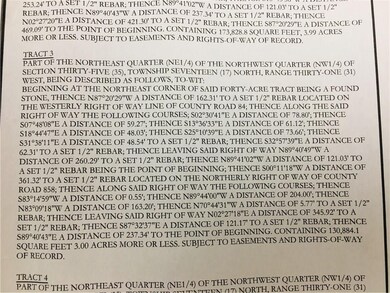 253.24' TO A SET 1/2" REBAR; THENCE N89°41'02"W A DISTANCE OF 121.03' TO A SET 1/2"
REBAR; THENCE N89°40'43"W A DISTANCE OF 237.34' TO A SET 1/2" REBAR; THENCE
N02°27'20"E A DISTANCE OF 421.30' TO A SET 1/2" REBAR; THENCE S87°20'29"E A DISTANCE OF
469.09' TO THE POINT OF BEGINNING. CONTAINING 173,828.8 SQUARE FEET, 3.99 ACRES
MORE OR LESS. SUBJECT TO EASEMENTS AND RIGHTS-OF-WAY OF RECORD.
TRACT 3
PART OF THE NORTHEAST QUARTER (NE1/4) OF THE NORTHWEST QUARTER (NW1/4) OF
SECTION THIRTY-FIVE (35), TOWNSHIP SEVENTEEN (17) NORTH, RANGE THIRTY-ONE (31)
WEST, BEING DESCRIBED AS FOLLOWS, TO WIT:
BEGINNING AT THE NORTHEAST CORNER OF SAID FORTY-ACRE TRACT BEING A FOUND
STONE, THENCE N87°20'29"W A DISTANCE OF 162.31' TO A SET 1/2" REBAR LOCATED ON
THE WESTERLY RIGHT OF WAY LINE OF COUNTY ROAD 84; THENCE ALONG THE SAID
RIGHT OF WAY THE FOLLOWING COURSES; S02°30'41"E A DISTANCE OF 78.80', THENCE
S07°48'08"E A DISTANCE OF 59.27'; THENCE S13°36'33"E A DISTANCE OF 61.12'; THENCE
S18°44'47"E A DISTANCE OF 48.03'; THENCE S25°10'39"E A DISTANCE OF 73.66'; THENCE
S31°38'11"E A DISTANCE OF 48.54' TO A SET 1/2" REBAR; THENCE S32°57'39"E A DISTANCE OF
62.31' TO A SET 1/2" REBAR; THENCE LEAVING SAID RIGHT OF WAY N89°40'49"W A
DISTANCE OF 260.29' TO A SET 1/2" REBAR; THENCE N89°41'02"W A DISTANCE OF 121.03' TO
A SET 1/2" REBAR BEING THE POINT OF BEGINNING; THENCE S00°11'18"W A DISTANCE OF
361.32' TO A SET 1/2" REBAR LOCATED ON THE NORTHERLY RIGHT OF WAY OF COUNTY
ROAD 858; THENCE ALONG SAID RIGHT OF WAY THE FOLLOWING COURSES; THENCE
S83°14'59"W A DISTANCE OF 0.55'; THENCE N89°44'00"W A DISTANCE OF 204.00'; THENCE
N83°09'18"W A DISTANCE OF 163.20'; THENCE N70°44'31"W A DISTANCE OF 5.77' TO A SET 1/2"
REBAR; THENCE LEAVING SAID RIGHT OF WAY N02°27'18"E A DISTANCE OF 345.92' TO A
SET 1/2" REBAR; THENCE S87°32'37"E A DISTANCE OF 121.17' TO A SET 1/2" REBAR; THENCE
S89°40'43"E A DISTANCE OF 237.34' TO THE POINT OF BEGINNING. CONTAINING 130,884.1
SQUARE FEET 3.00 ACRES MORE OR LESS. SUBJECT TO EASEMENTS AND RIGHTS-OF-WAY
OF RECORD.
TRACT 4
PART OF THE NORTHEAST QUARTER (NE1/4) OF THE NORTHWEST QUARTER (NW1/4) OF